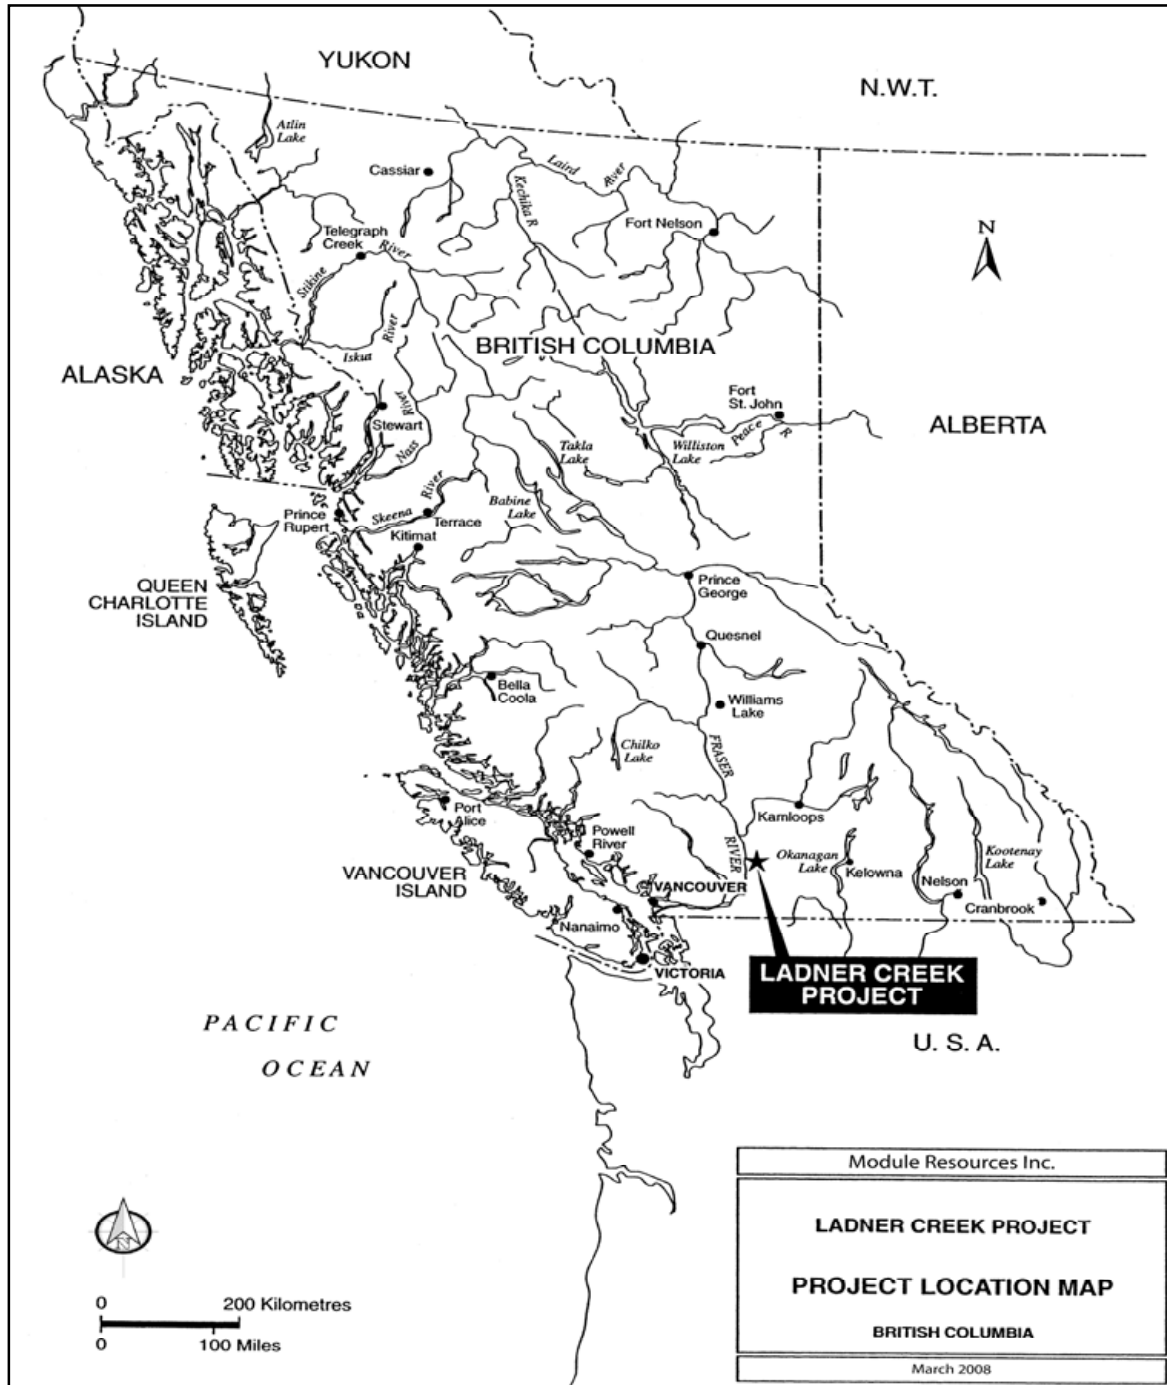 YUKON
N.W.T.
Atlin
Lake
Cassiar
Laird
River
Kechika R
Fort Nelson
N
Telegraph
Creek
River
Stikine
Iskut
River
BRITISH COLUMBIA
ALASKA
Fort
St. John
Stewart
River
Nass
Peace
R
ALBERTA
Takla
Lake
Williston
Lake
Babine
Lake
Prince
Rupert
Skeena
River
Terrace
Kitimat
Prince
George
QUEEN
CHARLOTTE
ISLAND
Quesnel
Bella
Coola
Williams
Lake
Chilko
Lake
FRASER
RIVER
Port
Alice
Kamloops
Powell
River
VANCOUVER
ISLAND
Okanagan
Lake
Kelowna
Kootenay
Lake
VANCOUVER
Nelson
Cranbrook
Nanaimo
VICTORIA
LADNER CREEK
PROJECT
PACIFIC
OCEAN
U. S. A.
N
0
200 Kilometres
0
100 Miles
Module Resources Inc.
LADNER CREEK PROJECT
PROJECT LOCATION MAP
BRITISH COLUMBIA
March 2008